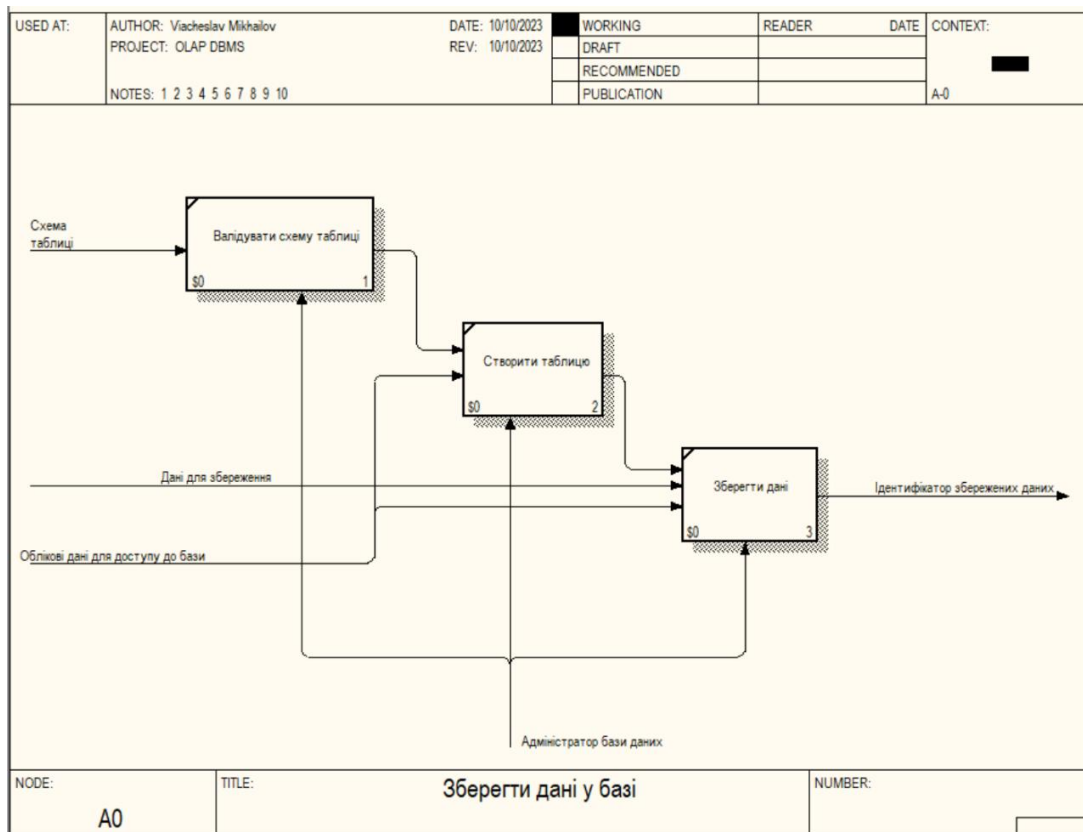 USED AT:
AUTHOR: Viacheslav Mikhailov
DATE: 10/10/2023
WORKING
READER
DATE
CONTEXT:
PROJECT: OLAP DBMS
REV: 10/10/2023
DRAFT
RECOMMENDED
NOTES: 1 2 3 4 5 6 7 8 9 10
PUBLICATION
A-0
Схема
таблиці
Валідувати схему таблиці
$0
1
Створити таблицю
$0
2
Дані для збереження
Зберегти дані
$0
3
Ідентифікатор збережених даних
Облікові дані для доступу до бази
Адміністратор бази даних
NODE:
A0
TITLE:
Зберегти дані у базі
NUMBER: